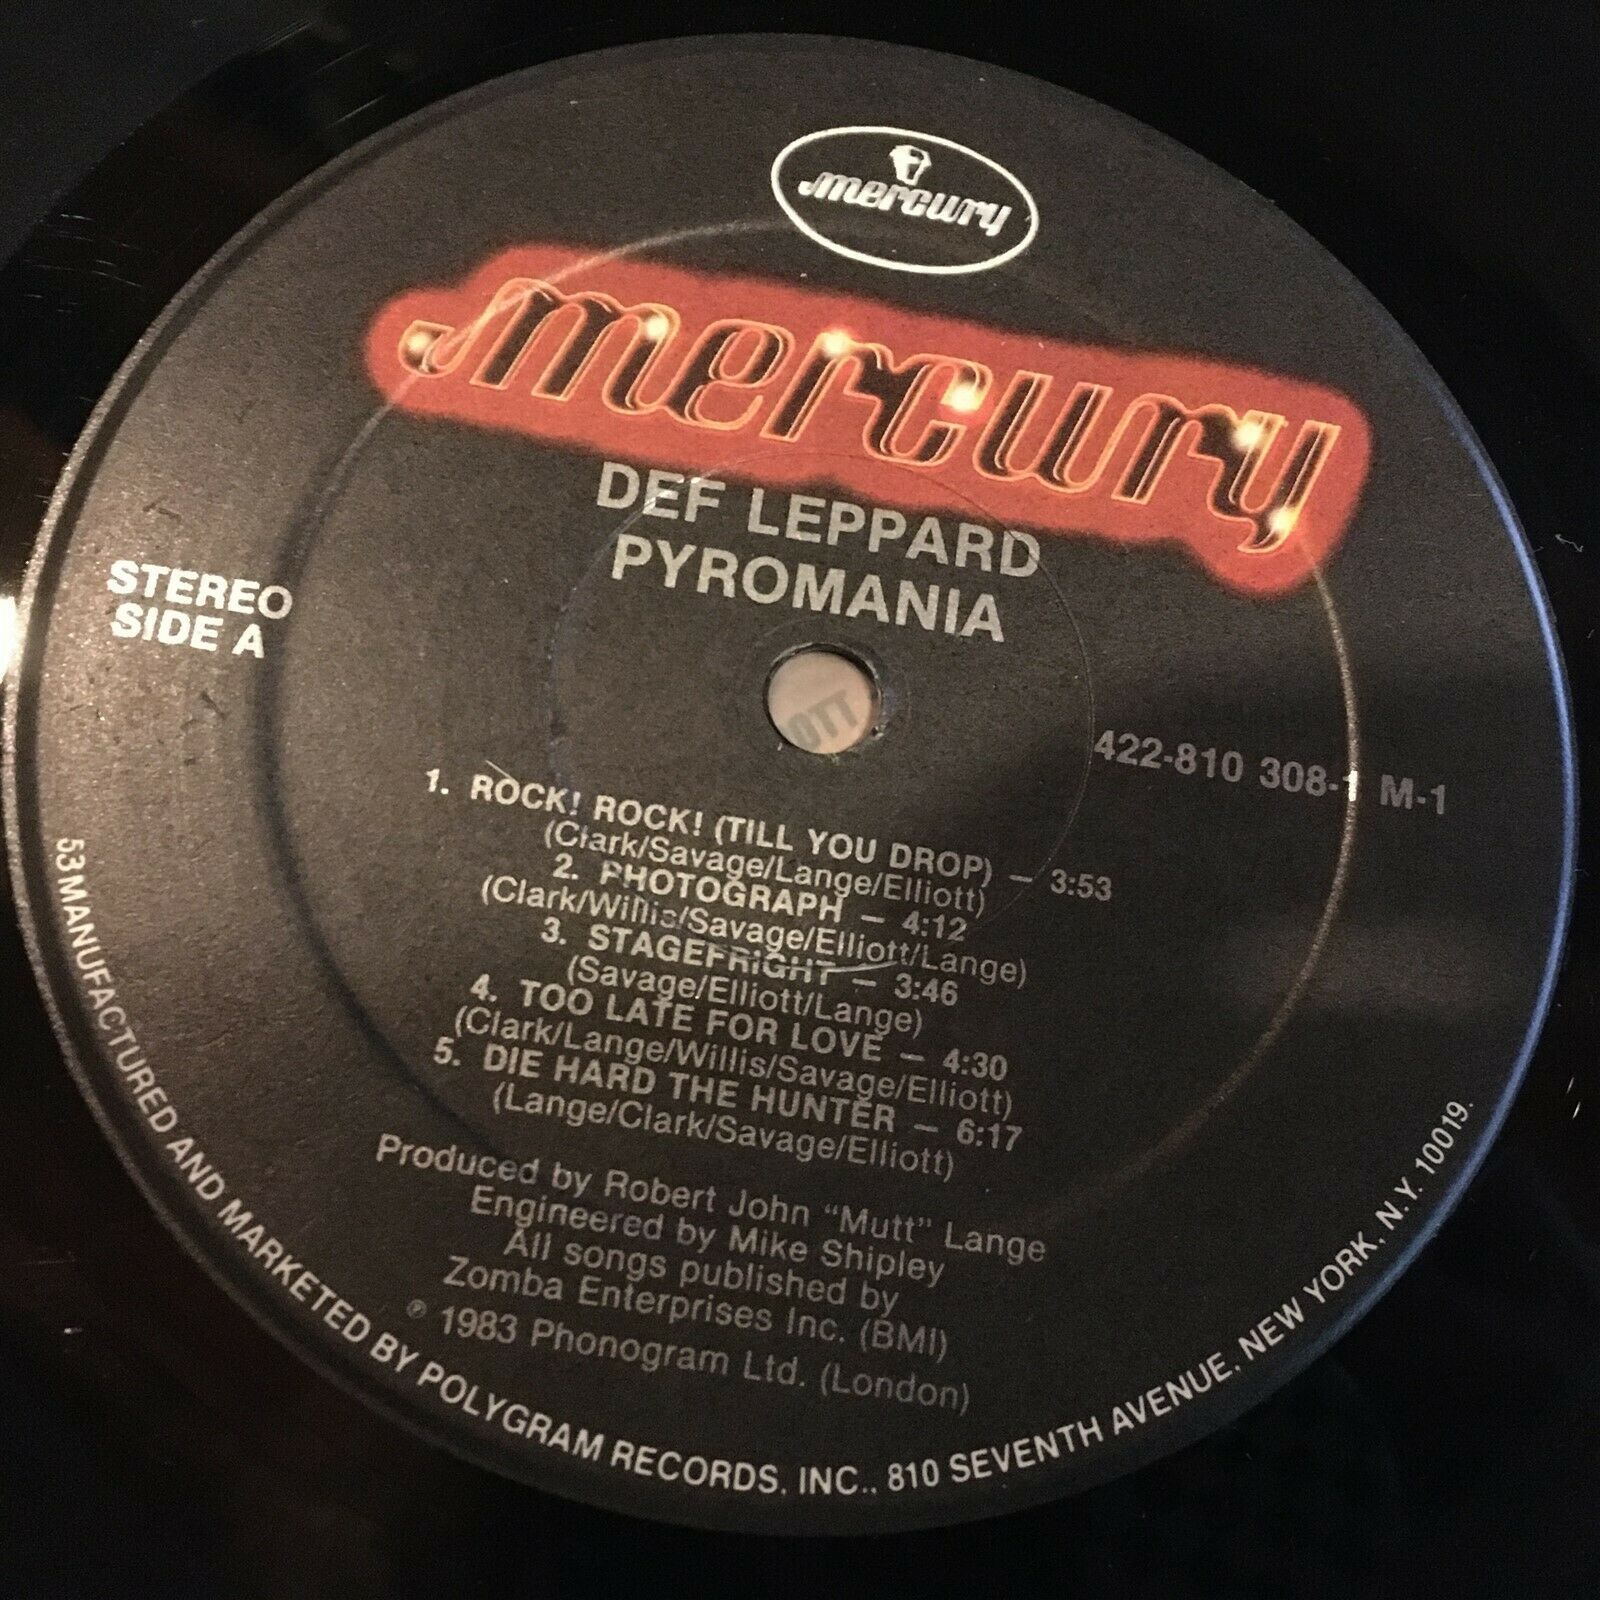 mercury
mercury
DEF LEPPARD
PYROMANIA
STEREO
SIDE A
OTT
422-810 308-1 M-1
1. ROCK! ROCK! (TILL YOU DROP) – 3:53
(Clark/Savage/Lange/Elliott)
2. PHOTOGRAPH – 4:12
(Clark/Willis/Savage/Elliott/Lange)
3. STAGEFRIGHT – 3:46
(Savage/Elliott/Lange)
4. TOO LATE FOR LOVE – 4:30
(Clark/Lange/Willis/Savage/Elliott)
5. DIE HARD THE HUNTER – 6:17
(Lange/Clark/Savage/Elliott)
Produced by Robert John “Mutt” Lange
Engineered by Mike Shipley
All songs published by
Zomba Enterprises Inc. (BMI)
℗ 1983 Phonogram Ltd. (London)
53 MANUFACTURED AND MARKETED BY POLYGRAM RECORDS, INC., 810 SEVENTH AVENUE, NEW YORK, N.Y. 10019.